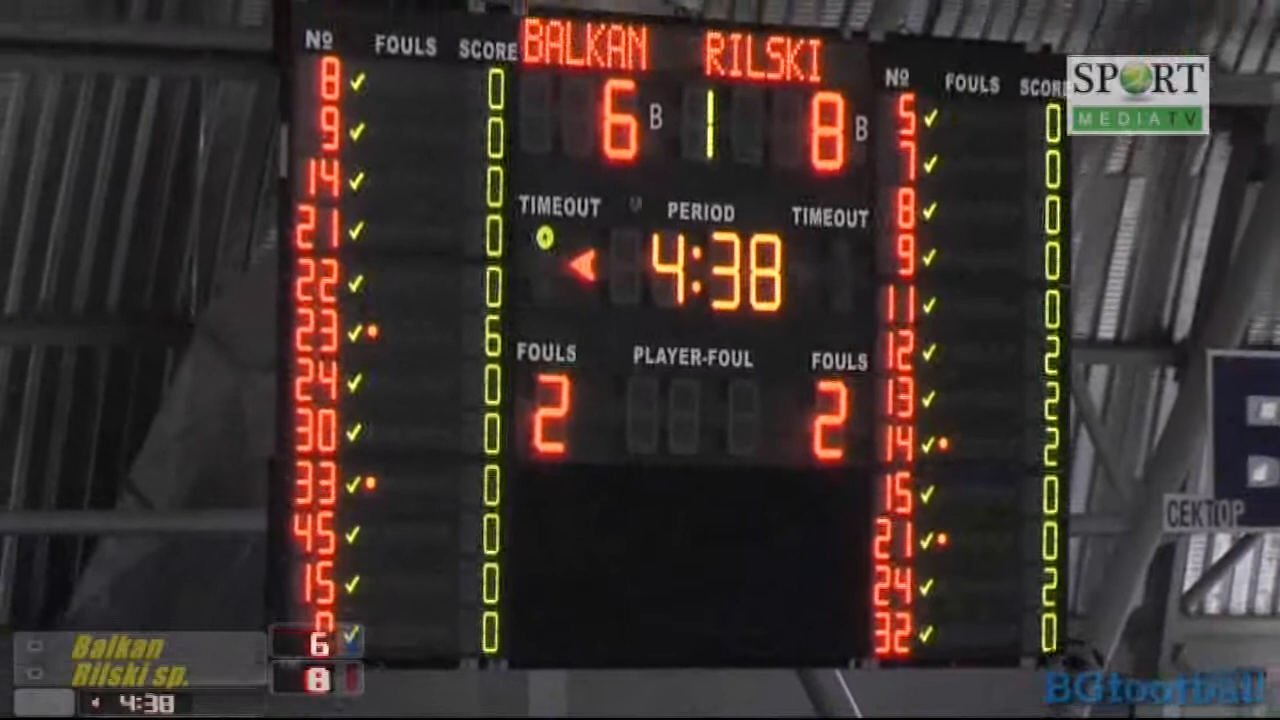 Nº FOULS SCORE BALKAN RILSKI Nº FOULS SCORE
8 ✓ 0 6 B 1 8 B 5 ✓ 0
9 ✓ 0 7 ✓ 0
14 ✓ 0 TIMEOUT PERIOD TIMEOUT 8 ✓ 0
21 ✓ 0 4:38 9 ✓ 0
22 ✓ 0 11 ✓ 0
23 ✓ 6 FOULS PLAYER-FOUL FOULS 12 ✓ 2
24 ✓ 0 2 2 13 ✓ 2
30 ✓ 0 14 ✓ 2
33 ✓ 0 15 ✓ 0
45 ✓ 0 21 ✓ 0
15 ✓ 0 24 ✓ 2
✓ 0 32 ✓ 0
SPORT
MEDIATV
СЕКТОР
Balkan 6
Rilski sp. 8
4:38
BGfootball